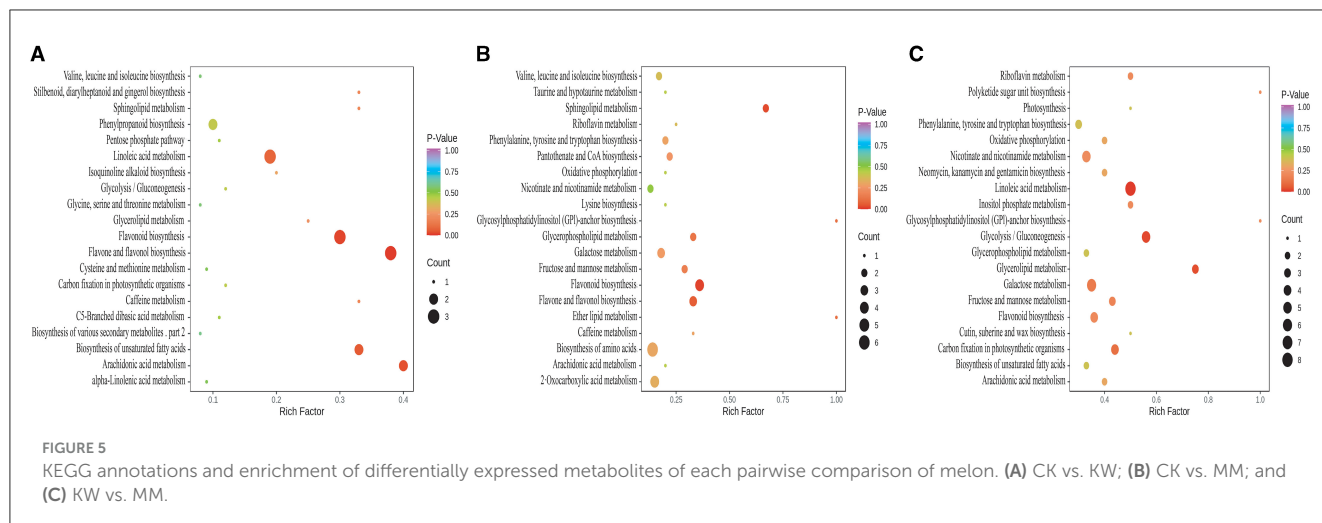 A
Valine, leucine and isoleucine biosynthesis
Stilbenoid, diarylheptanoid and gingerol biosynthesis
Sphingolipid metabolism
Phenylpropanoid biosynthesis
Pentose phosphate pathway
Linoleic acid metabolism
Isoquinoline alkaloid biosynthesis
Glycolysis / Gluconeogenesis
Glycine, serine and threonine metabolism
Glycerolipid metabolism
Flavonoid biosynthesis
Flavone and flavonol biosynthesis
Cysteine and methionine metabolism
Carbon fixation in photosynthetic organisms
Caffeine metabolism
C5-Branched dibasic acid metabolism
Biosynthesis of various secondary metabolites . part 2
Biosynthesis of unsaturated fatty acids
Arachidonic acid metabolism
alpha-Linolenic acid metabolism
0.1 0.2 0.3 0.4
Rich Factor
P-Value
1.00
0.75
0.50
0.25
0.00
Count
1
2
3
B
Valine, leucine and isoleucine biosynthesis
Taurine and hypotaurine metabolism
Sphingolipid metabolism
Riboflavin metabolism
Phenylalanine, tyrosine and tryptophan biosynthesis
Pantothenate and CoA biosynthesis
Oxidative phosphorylation
Nicotinate and nicotinamide metabolism
Lysine biosynthesis
Glycosylphosphatidylinositol (GPI)-anchor biosynthesis
Glycerophospholipid metabolism
Galactose metabolism
Fructose and mannose metabolism
Flavonoid biosynthesis
Flavone and flavonol biosynthesis
Ether lipid metabolism
Caffeine metabolism
Biosynthesis of amino acids
Arachidonic acid metabolism
2-Oxocarboxylic acid metabolism
0.25 0.50 0.75 1.00
Rich Factor
P-Value
1.00
0.75
0.50
0.25
0.00
Count
1
2
3
4
5
6
C
Riboflavin metabolism
Polyketide sugar unit biosynthesis
Photosynthesis
Phenylalanine, tyrosine and tryptophan biosynthesis
Oxidative phosphorylation
Nicotinate and nicotinamide metabolism
Neomycin, kanamycin and gentamicin biosynthesis
Linoleic acid metabolism
Inositol phosphate metabolism
Glycosylphosphatidylinositol (GPI)-anchor biosynthesis
Glycolysis / Gluconeogenesis
Glycerophospholipid metabolism
Glycerolipid metabolism
Galactose metabolism
Fructose and mannose metabolism
Flavonoid biosynthesis
Cutin, suberine and wax biosynthesis
Carbon fixation in photosynthetic organisms
Biosynthesis of unsaturated fatty acids
Arachidonic acid metabolism
0.4 0.6 0.8 1.0
Rich Factor
P-Value
1.00
0.75
0.50
0.25
0.00
Count
1
2
3
4
5
6
7
8
FIGURE 5
KEGG annotations and enrichment of differentially expressed metabolites of each pairwise comparison of melon. (A) CK vs. KW; (B) CK vs. MM; and
(C) KW vs. MM.